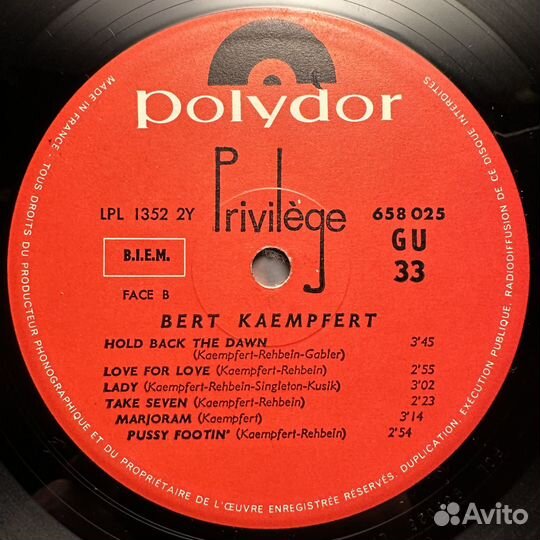 polydor
Privilège
LPL 1352 2Y
658 025
GU
33
B.I.E.M.
FACE B
BERT KAEMPFERT
HOLD BACK THE DAWN 3'45
(Kaempfert-Rehbein-Gabler)
LOVE FOR LOVE (Kaempfert-Rehbein) 2'55
LADY (Kaempfert-Rehbein-Singleton-Kusik) 3'02
TAKE SEVEN (Kaempfert-Rehbein) 2'23
MARJORAM (Kaempfert) 3'14
PUSSY FOOTIN' (Kaempfert-Rehbein) 2'54
MADE IN FRANCE · TOUS DROITS DU PRODUCTEUR PHONOGRAPHIQUE ET DU PROPRIÉTAIRE DE L'ŒUVRE ENREGISTRÉE RÉSERVÉS. DUPLICATION, EXÉCUTION PUBLIQUE, RADIODIFFUSION DE CE DISQUE INTERDITES
Avito